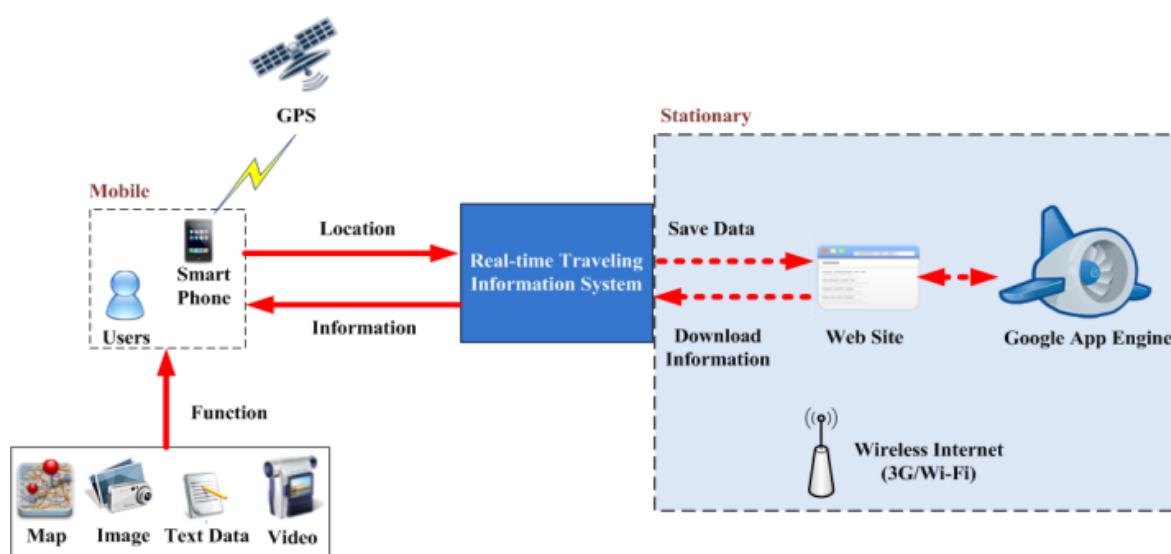 GPS
Stationary
Mobile
Smart
Phone
Users
Location
Information
Real-time Traveling
Information System
Save Data
Download
Information
Web Site
Google App Engine
Function
Wireless Internet
(3G/Wi-Fi)
Map
Image
Text Data
Video